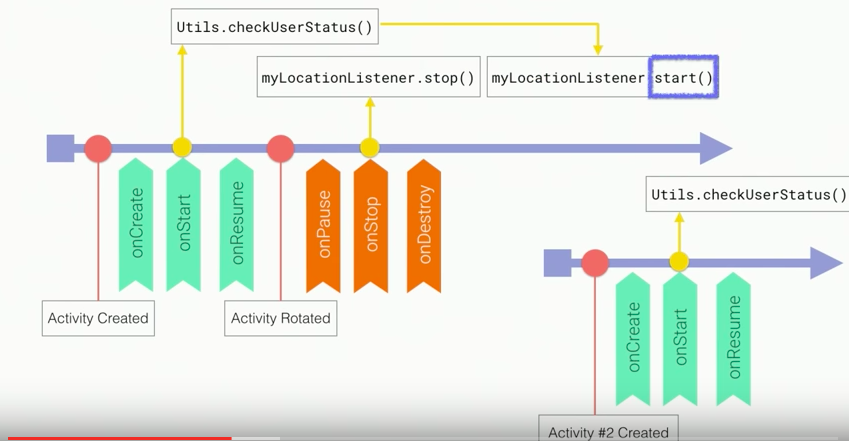 Utils.checkUserStatus()
myLocationListener.stop()
myLocationListener.start()
onCreate
onStart
onResume
onPause
onStop
onDestroy
Activity Created
Activity Rotated
Utils.checkUserStatus()
onCreate
onStart
onResume
Activity #2 Created